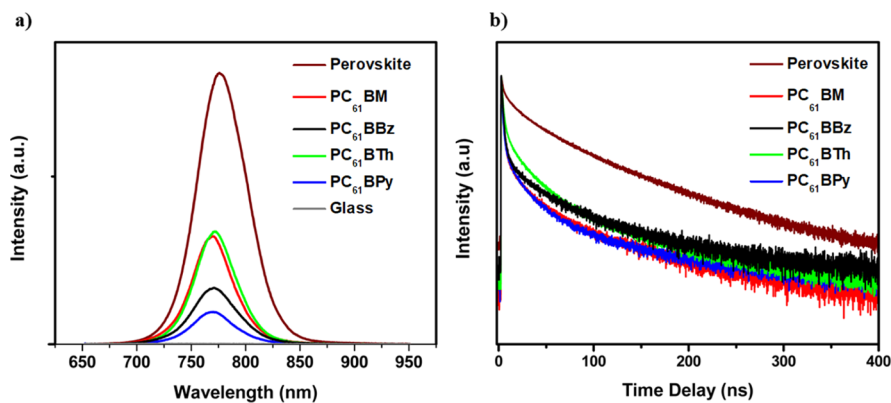 a)
Intensity (a.u.)
Perovskite
PC₆₁BM
PC₆₁BBz
PC₆₁BTh
PC₆₁BPy
Glass
650 700 750 800 850 900 950
Wavelength (nm)
b)
Intensity (a.u)
Perovskite
PC₆₁BM
PC₆₁BBz
PC₆₁BTh
PC₆₁BPy
0 100 200 300 400
Time Delay (ns)